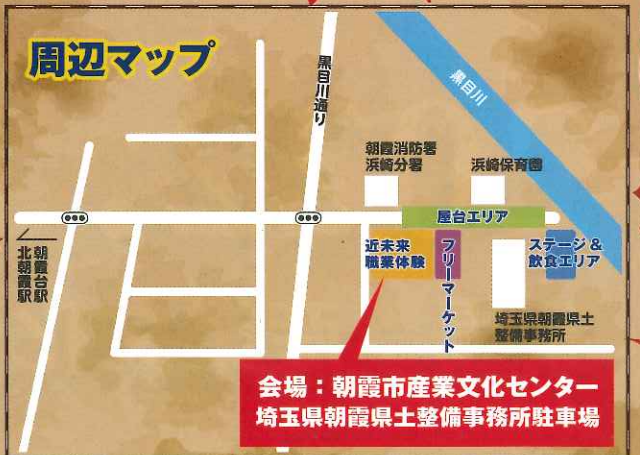 周辺マップ
黒目川通り
黒目川
朝霞消防署
浜崎分署
浜崎保育園
屋台エリア
近未来
職業体験
フリーマーケット
ステージ&
飲食エリア
朝霞台駅
北朝霞駅
埼玉県朝霞県土
整備事務所
会場:朝霞市産業文化センター
埼玉県朝霞県土整備事務所駐車場